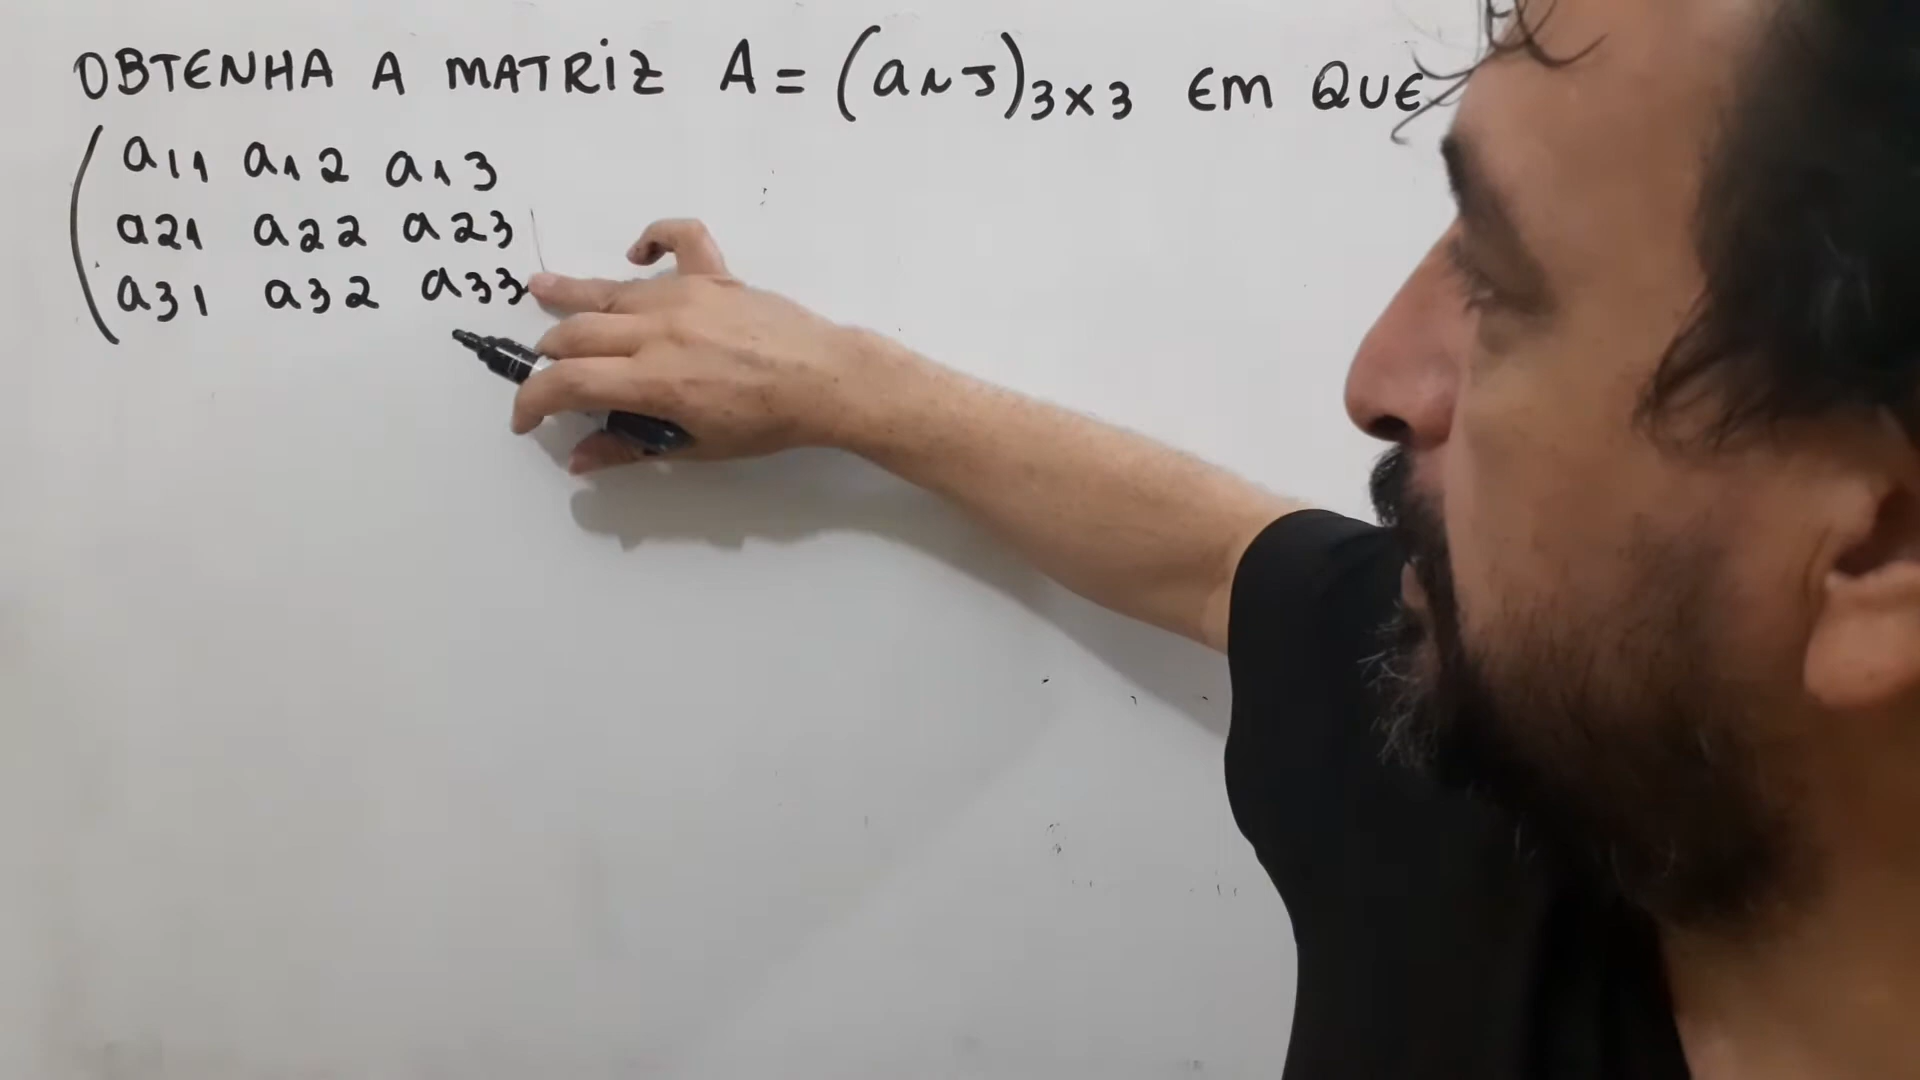 OBTENHA A MATRIZ A = (aij)3x3 EM QUE
a11 a12 a13
a21 a22 a23
a31 a32 a33